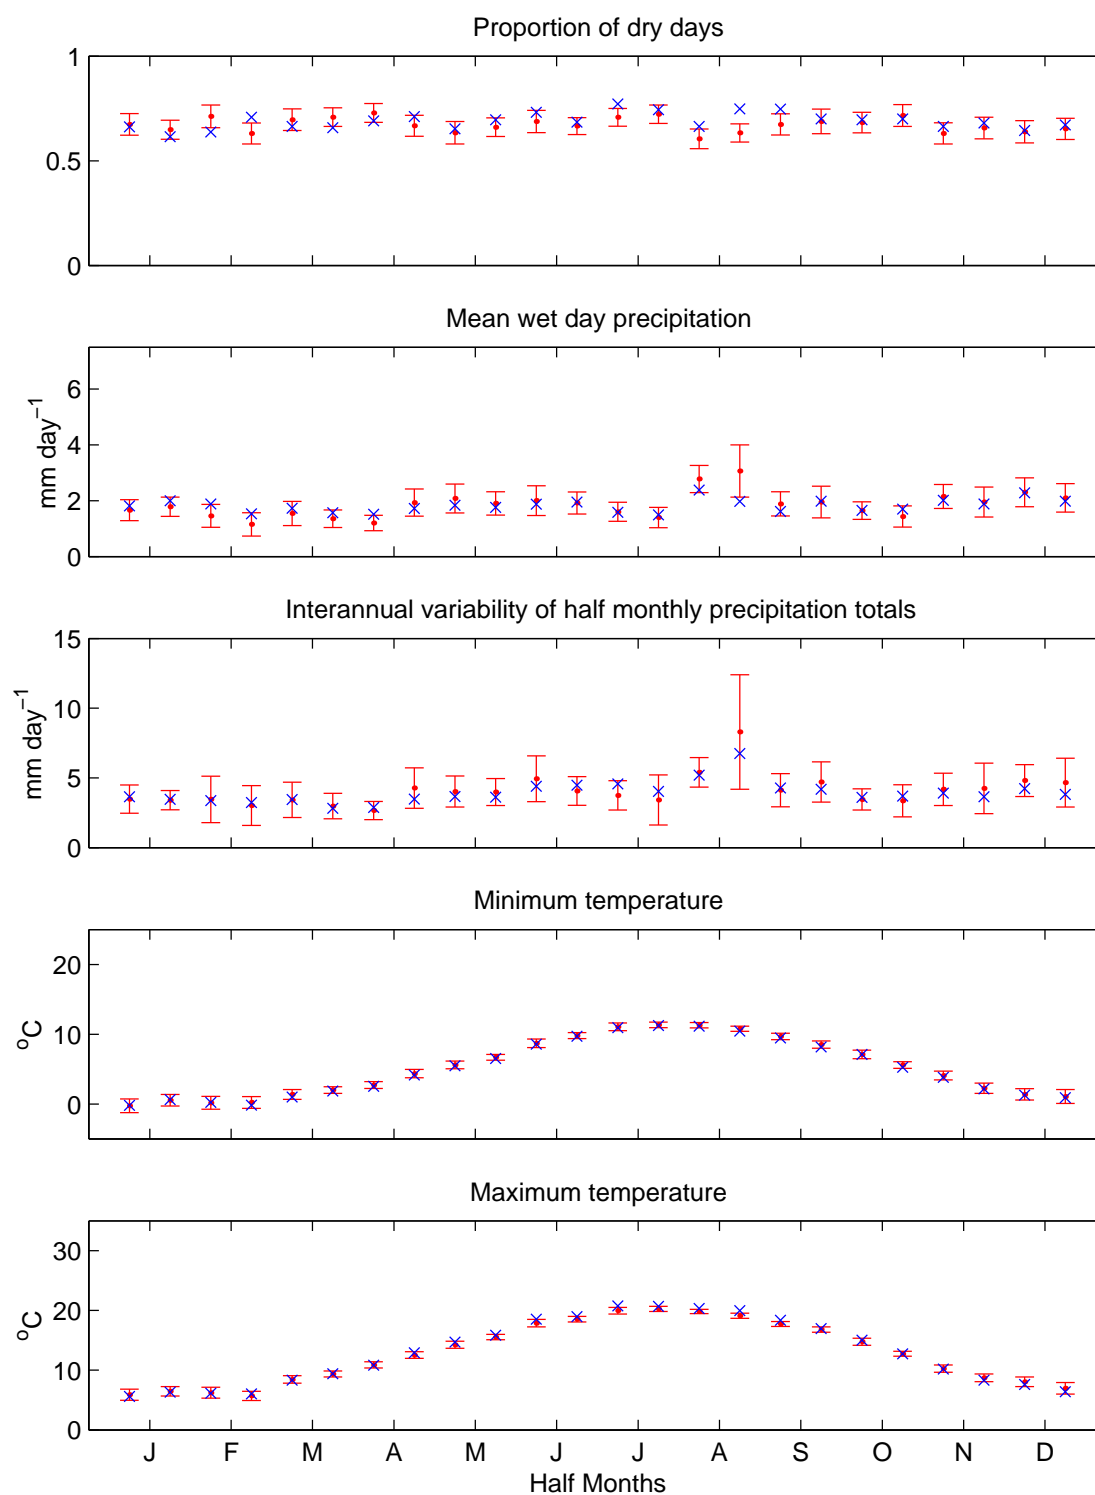 Proportion of dry days
1
0.5
0
Mean wet day precipitation
6
4
2
0
mm day⁻¹
Interannual variability of half monthly precipitation totals
15
10
5
0
mm day⁻¹
Minimum temperature
20
10
0
°C
Maximum temperature
30
20
10
0
°C
J F M A M J J A S O N D
Half Months